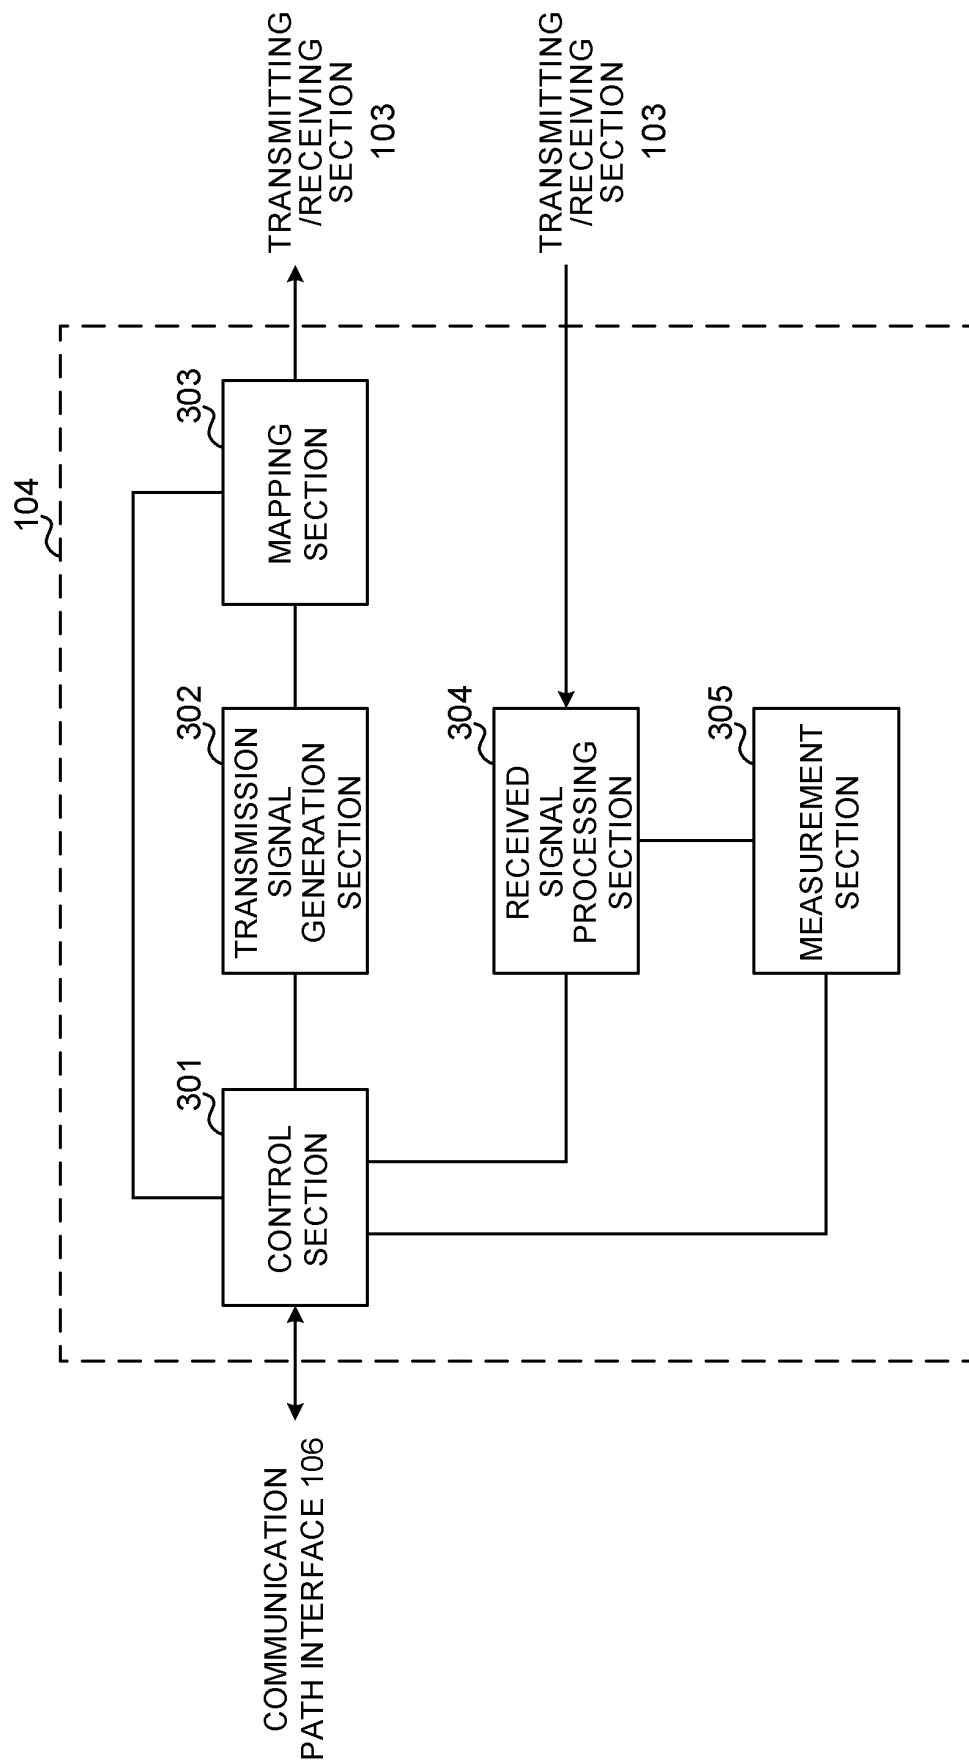 104
COMMUNICATION
PATH INTERFACE 106
301
CONTROL
SECTION
302
TRANSMISSION
SIGNAL
GENERATION
SECTION
303
MAPPING
SECTION
TRANSMITTING
/RECEIVING
SECTION
103
304
RECEIVED
SIGNAL
PROCESSING
SECTION
TRANSMITTING
/RECEIVING
SECTION
103
305
MEASUREMENT
SECTION